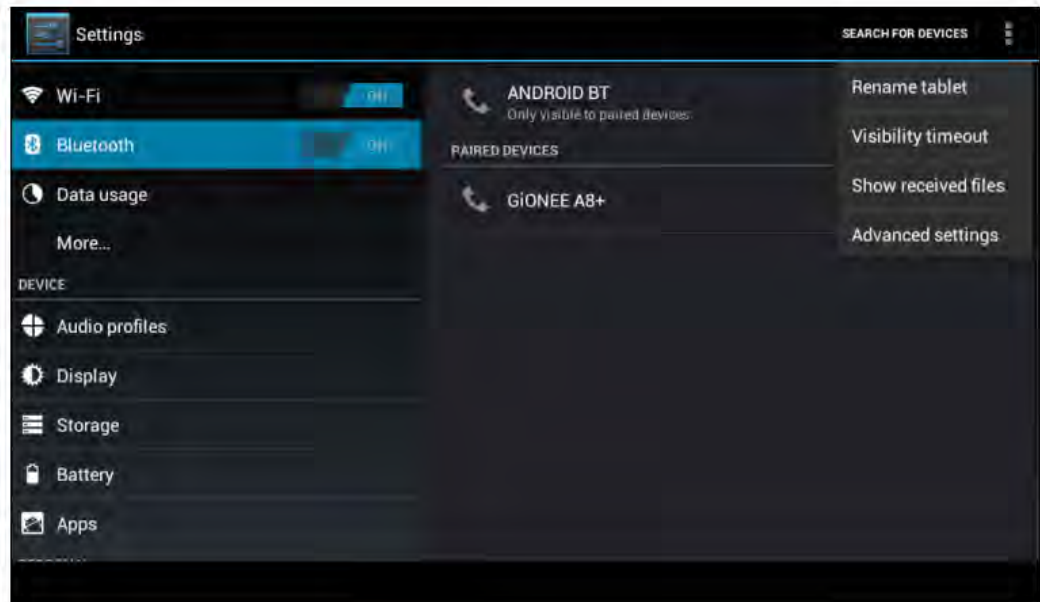 Settings
SEARCH FOR DEVICES
Wi-Fi ON
Bluetooth ON
Data usage
More...
DEVICE
Audio profiles
Display
Storage
Battery
Apps
ANDROID BT
Only visible to paired devices
PAIRED DEVICES
GiONEE A8+
Rename tablet
Visibility timeout
Show received files
Advanced settings